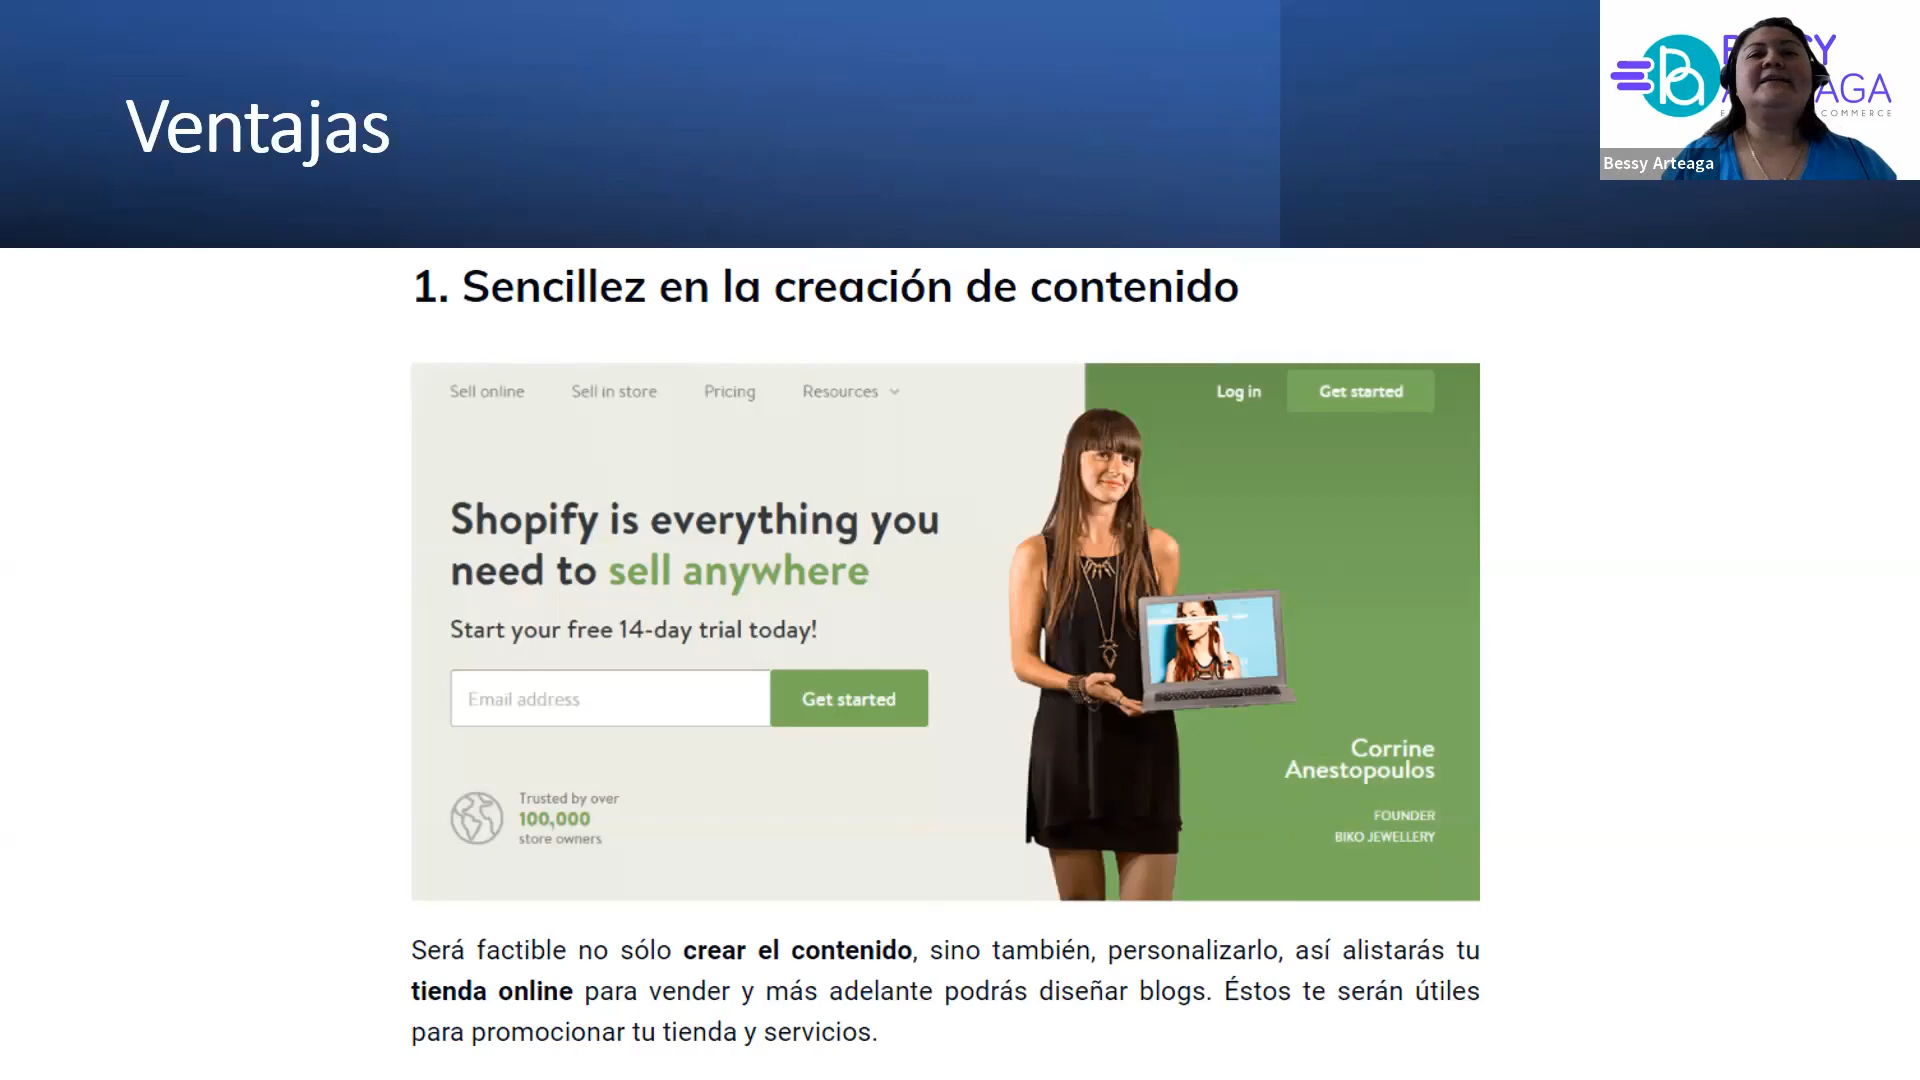 Ventajas
Bessy Arteaga
1. Sencillez en la creación de contenido
Sell online Sell in store Pricing Resources Log in Get started
Shopify is everything you
need to sell anywhere
Start your free 14-day trial today!
Email address Get started
Trusted by over
100,000
store owners
Corrine
Anestopoulos
FOUNDER
BIKO JEWELLERY
Será factible no sólo crear el contenido, sino también, personalizarlo, así alistarás tu
tienda online para vender y más adelante podrás diseñar blogs. Éstos te serán útiles
para promocionar tu tienda y servicios.